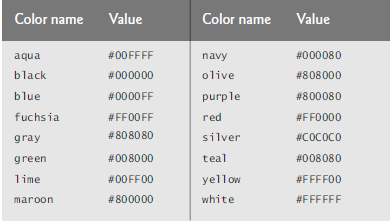 Color name Value Color name Value
aqua #00FFFF navy #000080
black #000000 olive #808000
blue #0000FF purple #800080
fuchsia #FF00FF red #FF0000
gray #808080 silver #C0C0C0
green #008000 teal #008080
lime #00FF00 yellow #FFFF00
maroon #800000 white #FFFFFF